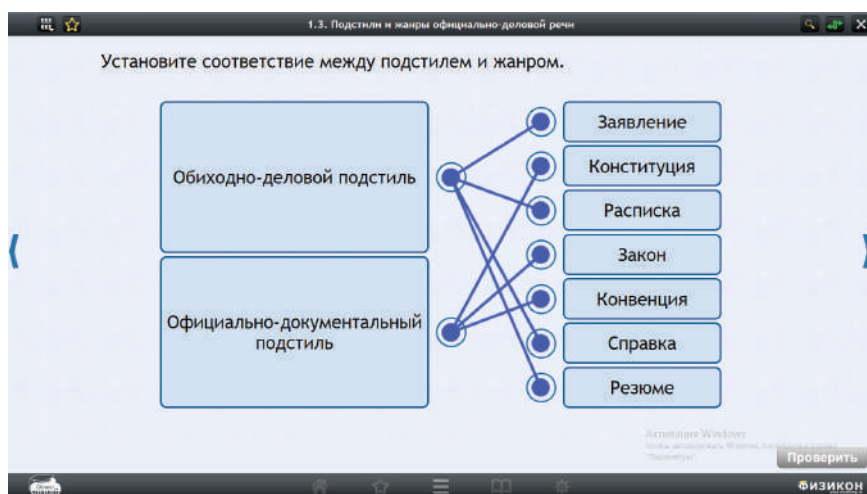 1.3. Подстили и жанры официально-деловой речи
Установите соответствие между подстилем и жанром.
Обиходно-деловой подстиль
Официально-документальный
подстиль
Заявление
Конституция
Расписка
Закон
Конвенция
Справка
Резюме
Активация Windows
Проверить
Физикон